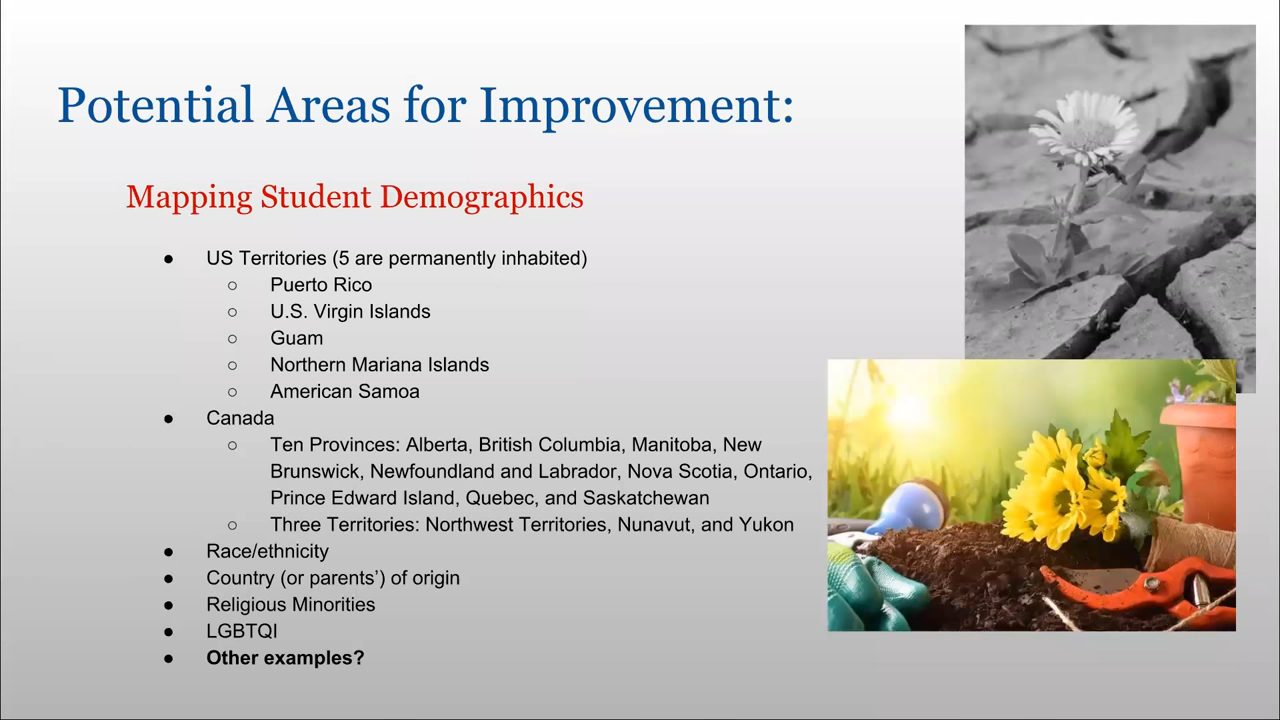 Potential Areas for Improvement:
Mapping Student Demographics
● US Territories (5 are permanently inhabited)
○ Puerto Rico
○ U.S. Virgin Islands
○ Guam
○ Northern Mariana Islands
○ American Samoa
● Canada
○ Ten Provinces: Alberta, British Columbia, Manitoba, New
Brunswick, Newfoundland and Labrador, Nova Scotia, Ontario,
Prince Edward Island, Quebec, and Saskatchewan
○ Three Territories: Northwest Territories, Nunavut, and Yukon
● Race/ethnicity
● Country (or parents’) of origin
● Religious Minorities
● LGBTQI
● Other examples?